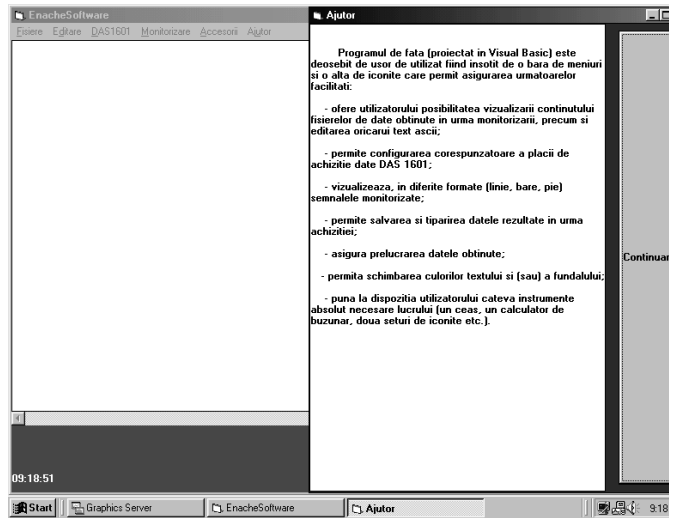 EnacheSoftware
Fisiere Editare DAS1601 Monitorizare Accesorii Ajutor
Ajutor
Programul de fata (proiectat in Visual Basic) este
deosebit de usor de utilizat fiind insotit de o bara de meniuri
si o alta de iconite care permit asigurarea urmatoarelor
facilitati:
- ofere utilizatorului posibilitatea vizualizarii continutului
fisierelor de date obtinute in urma monitorizarii, precum si
editarea oricarui text ascii;
- permite configurarea corespunzatoare a placii de
achizitie date DAS 1601;
- vizualizeaza, in diferite formate (linie, bare, pie)
semnalele monitorizate;
- permite salvarea si tiparirea datele rezultate in urma
achizitiei;
- asigura prelucrarea datele obtinute;
- permita schimbarea culorilor textului si (sau) a fundalului;
- puna la dispozitia utilizatorului cateva instrumente
absolut necesare lucrului (un ceas, un calculator de
buzunar, doua seturi de iconite etc.).
Continuar
09:18:51
Start Graphics Server EnacheSoftware Ajutor 9:18